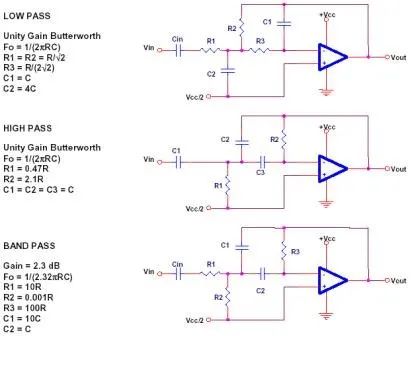 LOW PASS
Unity Gain Butterworth
Fo = 1/(2πRC)
R1 = R2 = R/√2
R3 = R/(2√2)
C1 = C
C2 = 4C
Vin
Cin
R1
R2
R3
C1
C2
+Vcc
Vout
Vcc/2
HIGH PASS
Unity Gain Butterworth
Fo = 1/(2πRC)
R1 = 0.47R
R2 = 2.1R
C1 = C2 = C3 = C
Vin
C1
C2
R2
C3
R1
+Vcc
Vout
Vcc/2
BAND PASS
Gain = 2.3 dB
Fo = 1/(2.32πRC)
R1 = 10R
R2 = 0.001R
R3 = 100R
C1 = 10C
C2 = C
Vin
Cin
R1
C1
R3
C2
R2
+Vcc
Vout
Vcc/2